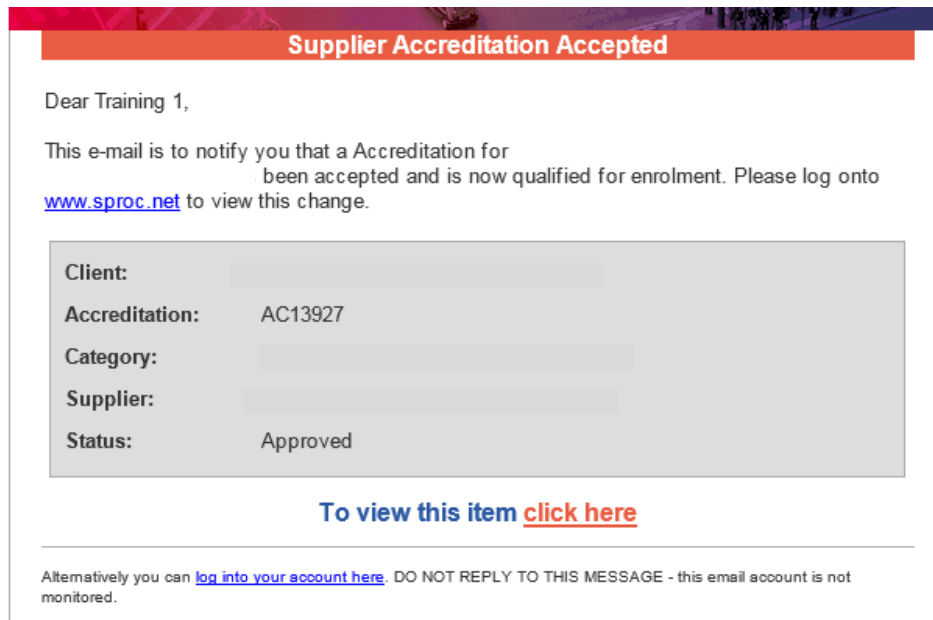 Supplier Accreditation Accepted
Dear Training 1,
This e-mail is to notify you that a Accreditation for
been accepted and is now qualified for enrolment. Please log onto
www.sproc.net to view this change.
Client:
Accreditation: AC13927
Category:
Supplier:
Status: Approved
To view this item click here
Alternatively you can log into your account here. DO NOT REPLY TO THIS MESSAGE - this email account is not
monitored.